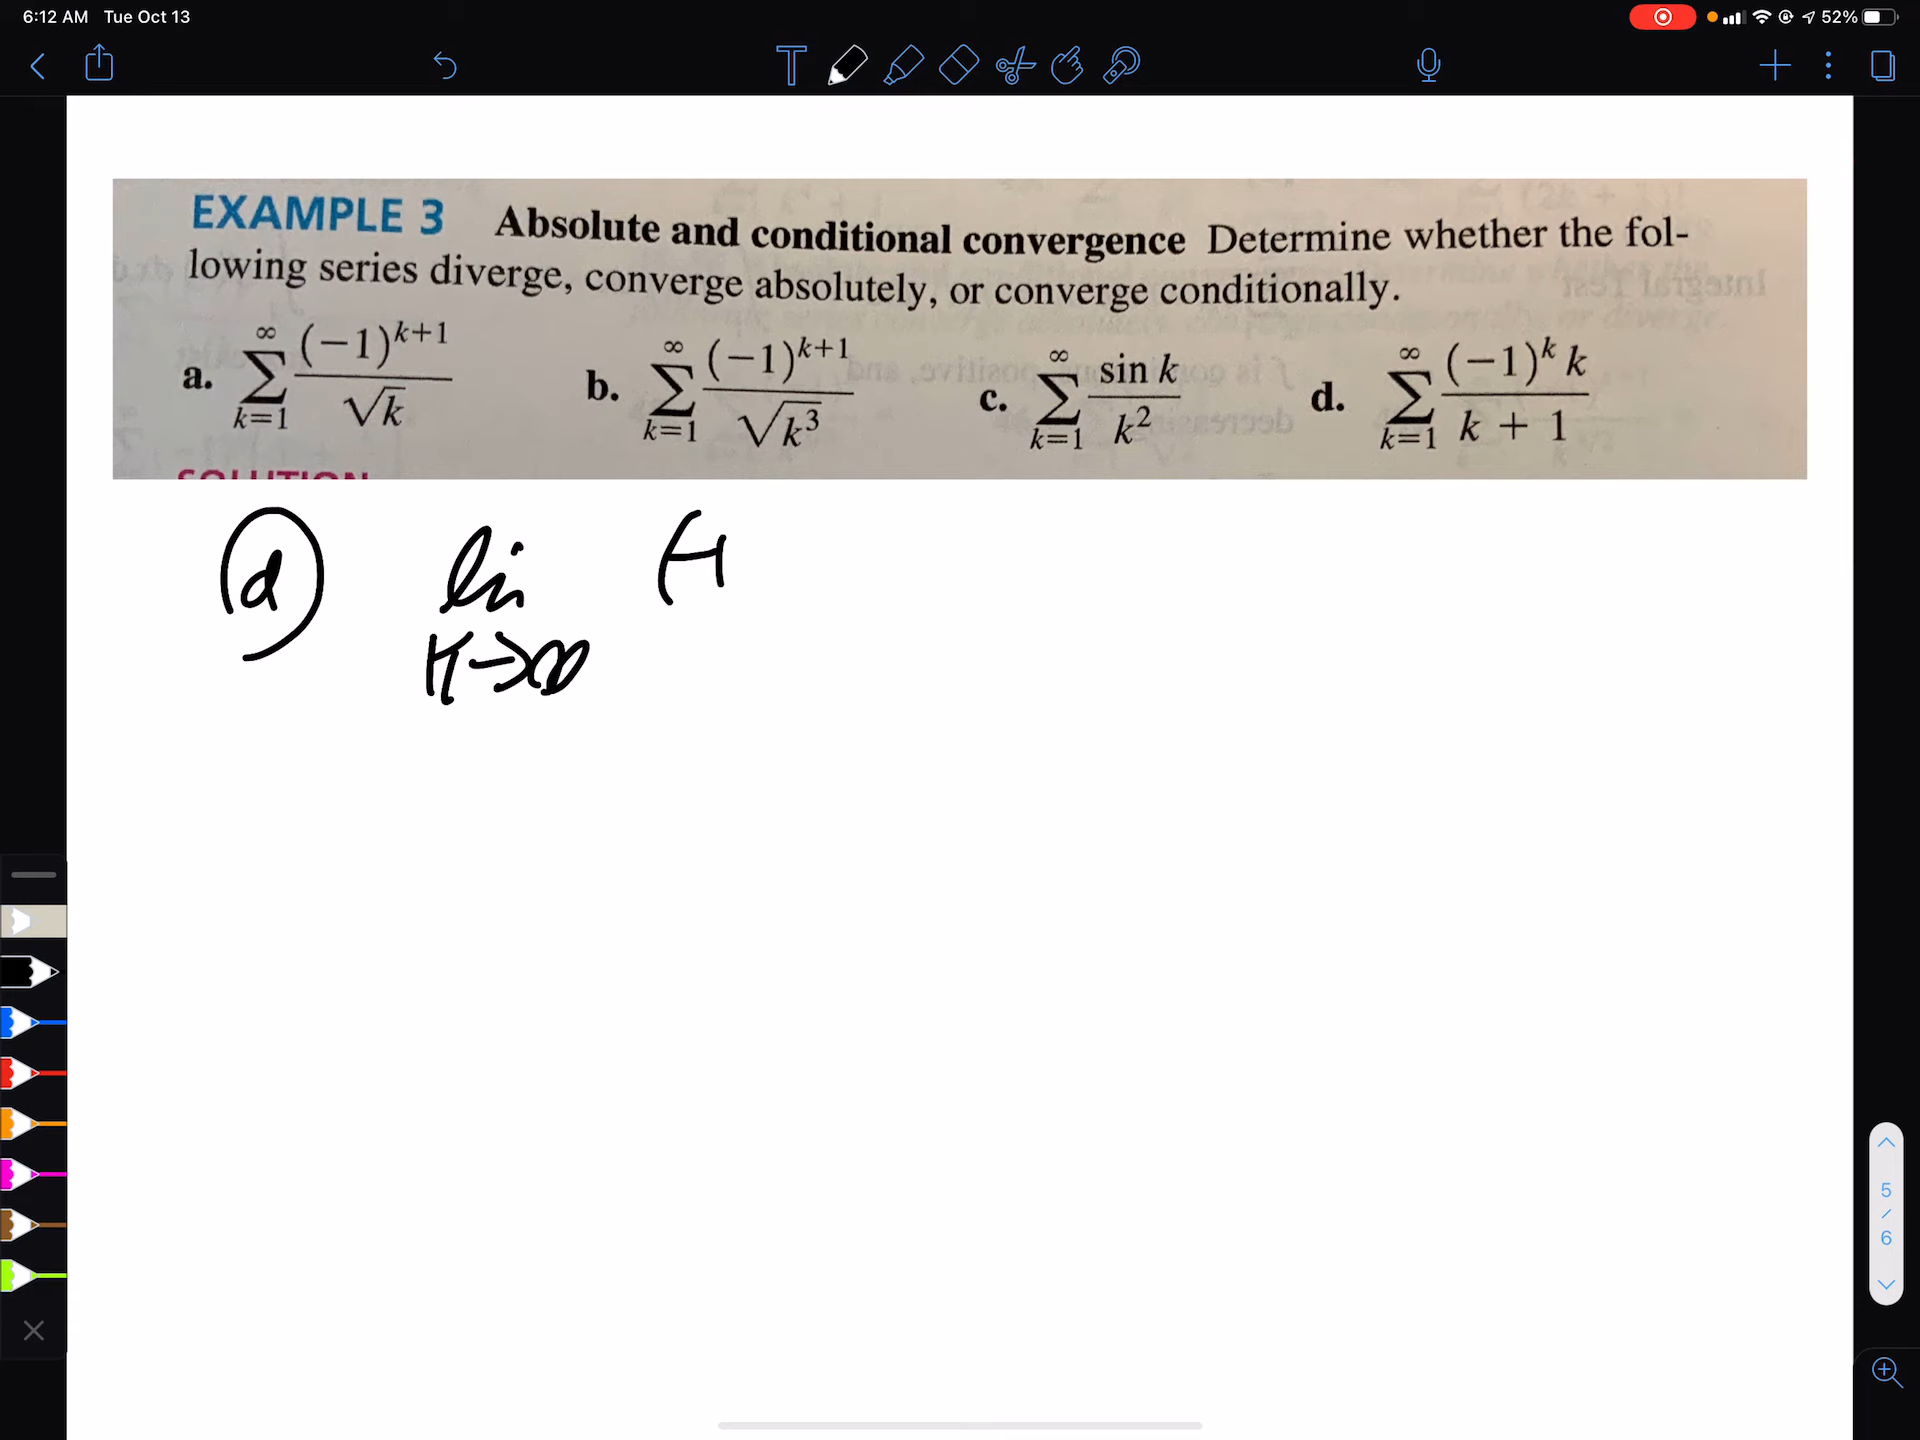 6:12 AM Tue Oct 13
52%
T
EXAMPLE 3 Absolute and conditional convergence Determine whether the fol-
lowing series diverge, converge absolutely, or converge conditionally.
a. ∑_{k=1}^{∞} (−1)^{k+1}/√k b. ∑_{k=1}^{∞} (−1)^{k+1}/√k³ c. ∑_{k=1}^{∞} sin k/k² d. ∑_{k=1}^{∞} (−1)^k k/(k + 1)
SOLUTION
d lim (-1
k→∞
5
/
6